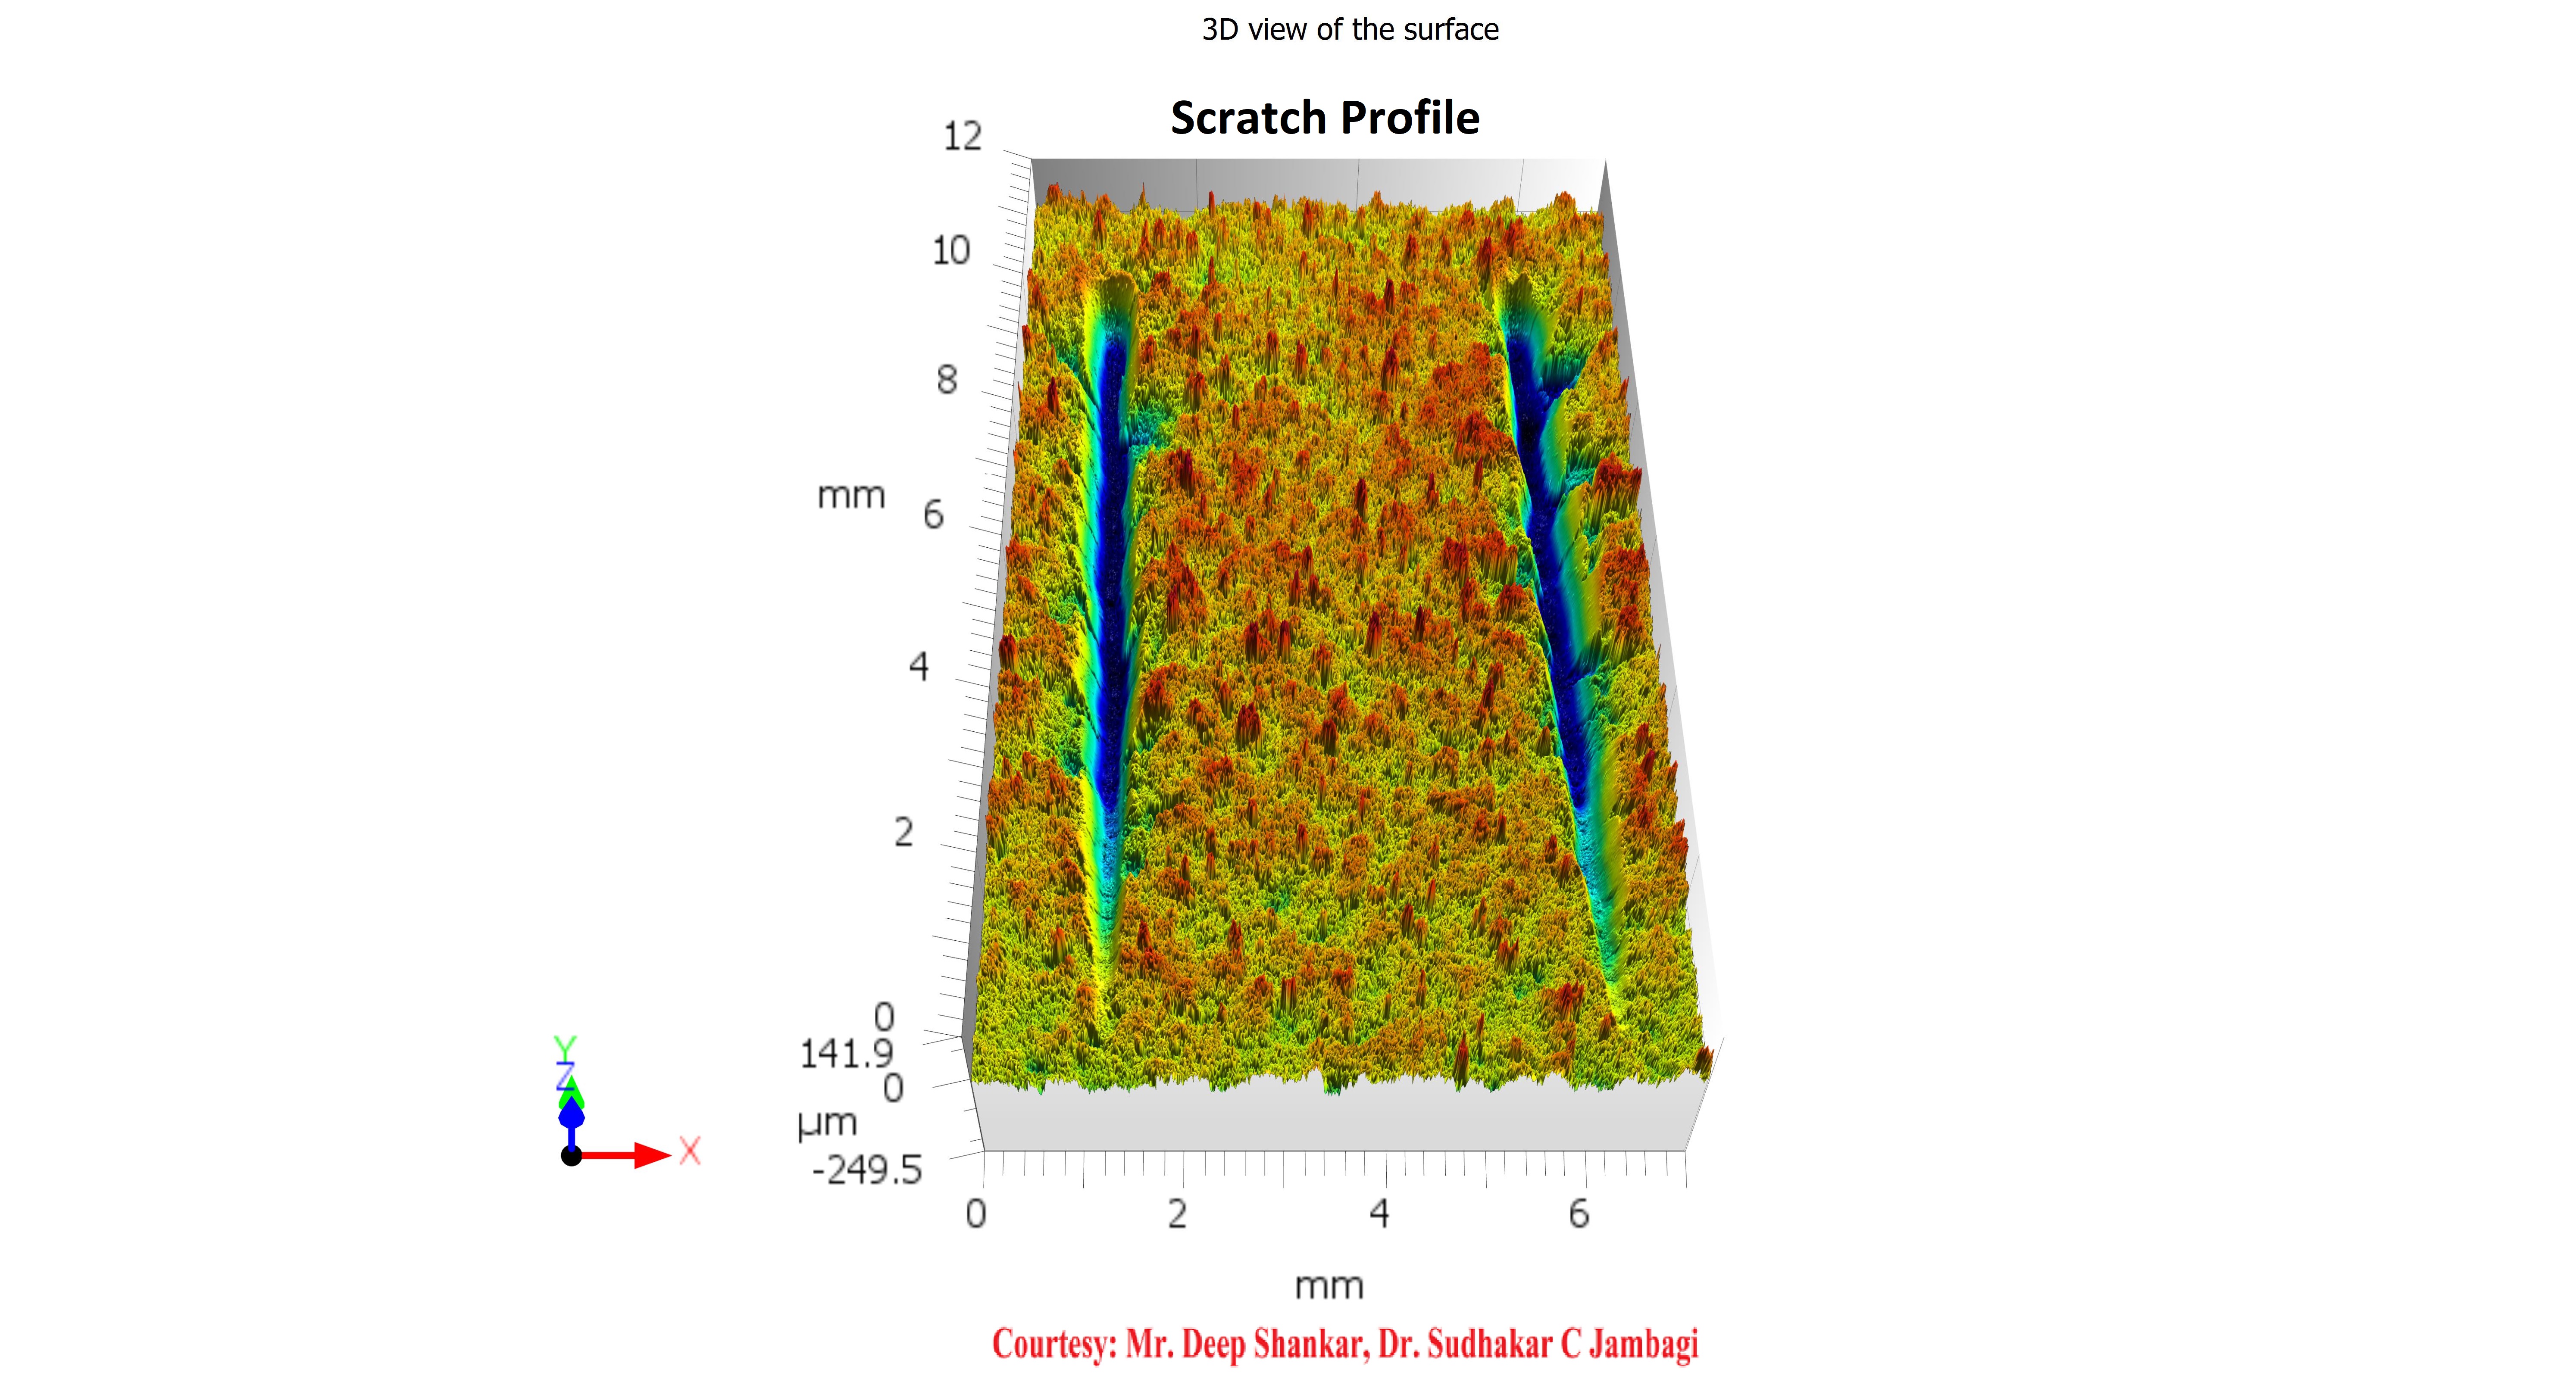 3D view of the surface
Scratch Profile
12
10
8
mm
6
4
2
0
141.9
0
µm
-249.5
Y
Z
X
0 2 4 6
mm
Courtesy: Mr. Deep Shankar, Dr. Sudhakar C Jambagi